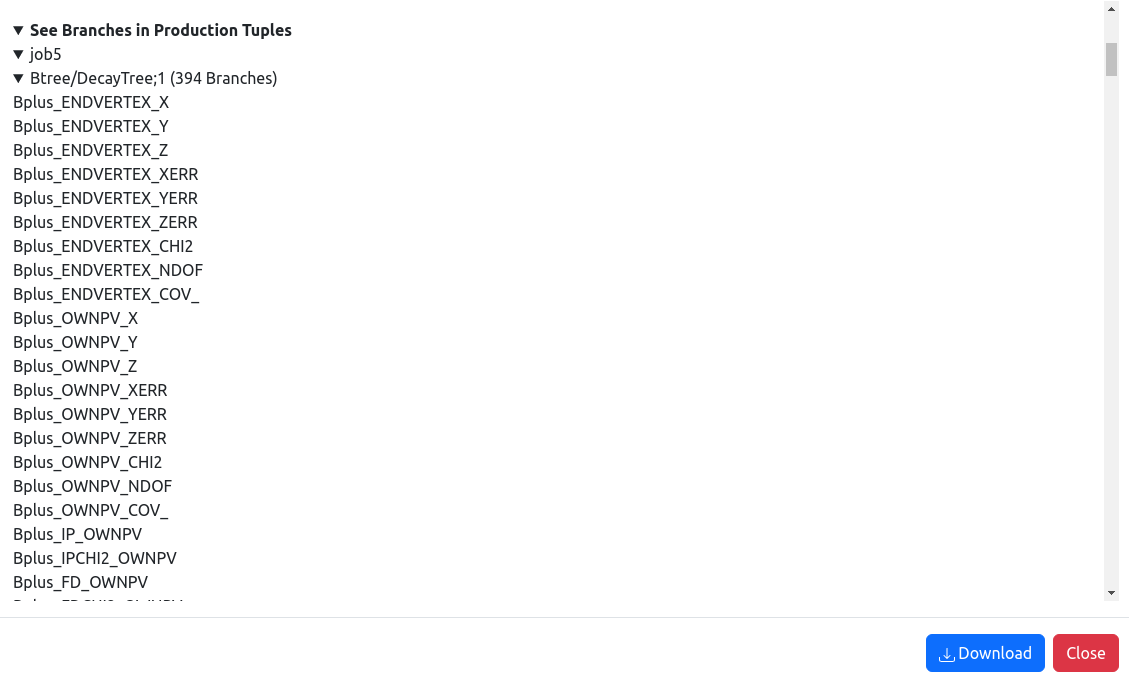 See Branches in Production Tuples
job5
Btree/DecayTree;1 (394 Branches)
Bplus_ENDVERTEX_X
Bplus_ENDVERTEX_Y
Bplus_ENDVERTEX_Z
Bplus_ENDVERTEX_XERR
Bplus_ENDVERTEX_YERR
Bplus_ENDVERTEX_ZERR
Bplus_ENDVERTEX_CHI2
Bplus_ENDVERTEX_NDOF
Bplus_ENDVERTEX_COV_
Bplus_OWNPV_X
Bplus_OWNPV_Y
Bplus_OWNPV_Z
Bplus_OWNPV_XERR
Bplus_OWNPV_YERR
Bplus_OWNPV_ZERR
Bplus_OWNPV_CHI2
Bplus_OWNPV_NDOF
Bplus_OWNPV_COV_
Bplus_IP_OWNPV
Bplus_IPCHI2_OWNPV
Bplus_FD_OWNPV
Download Close